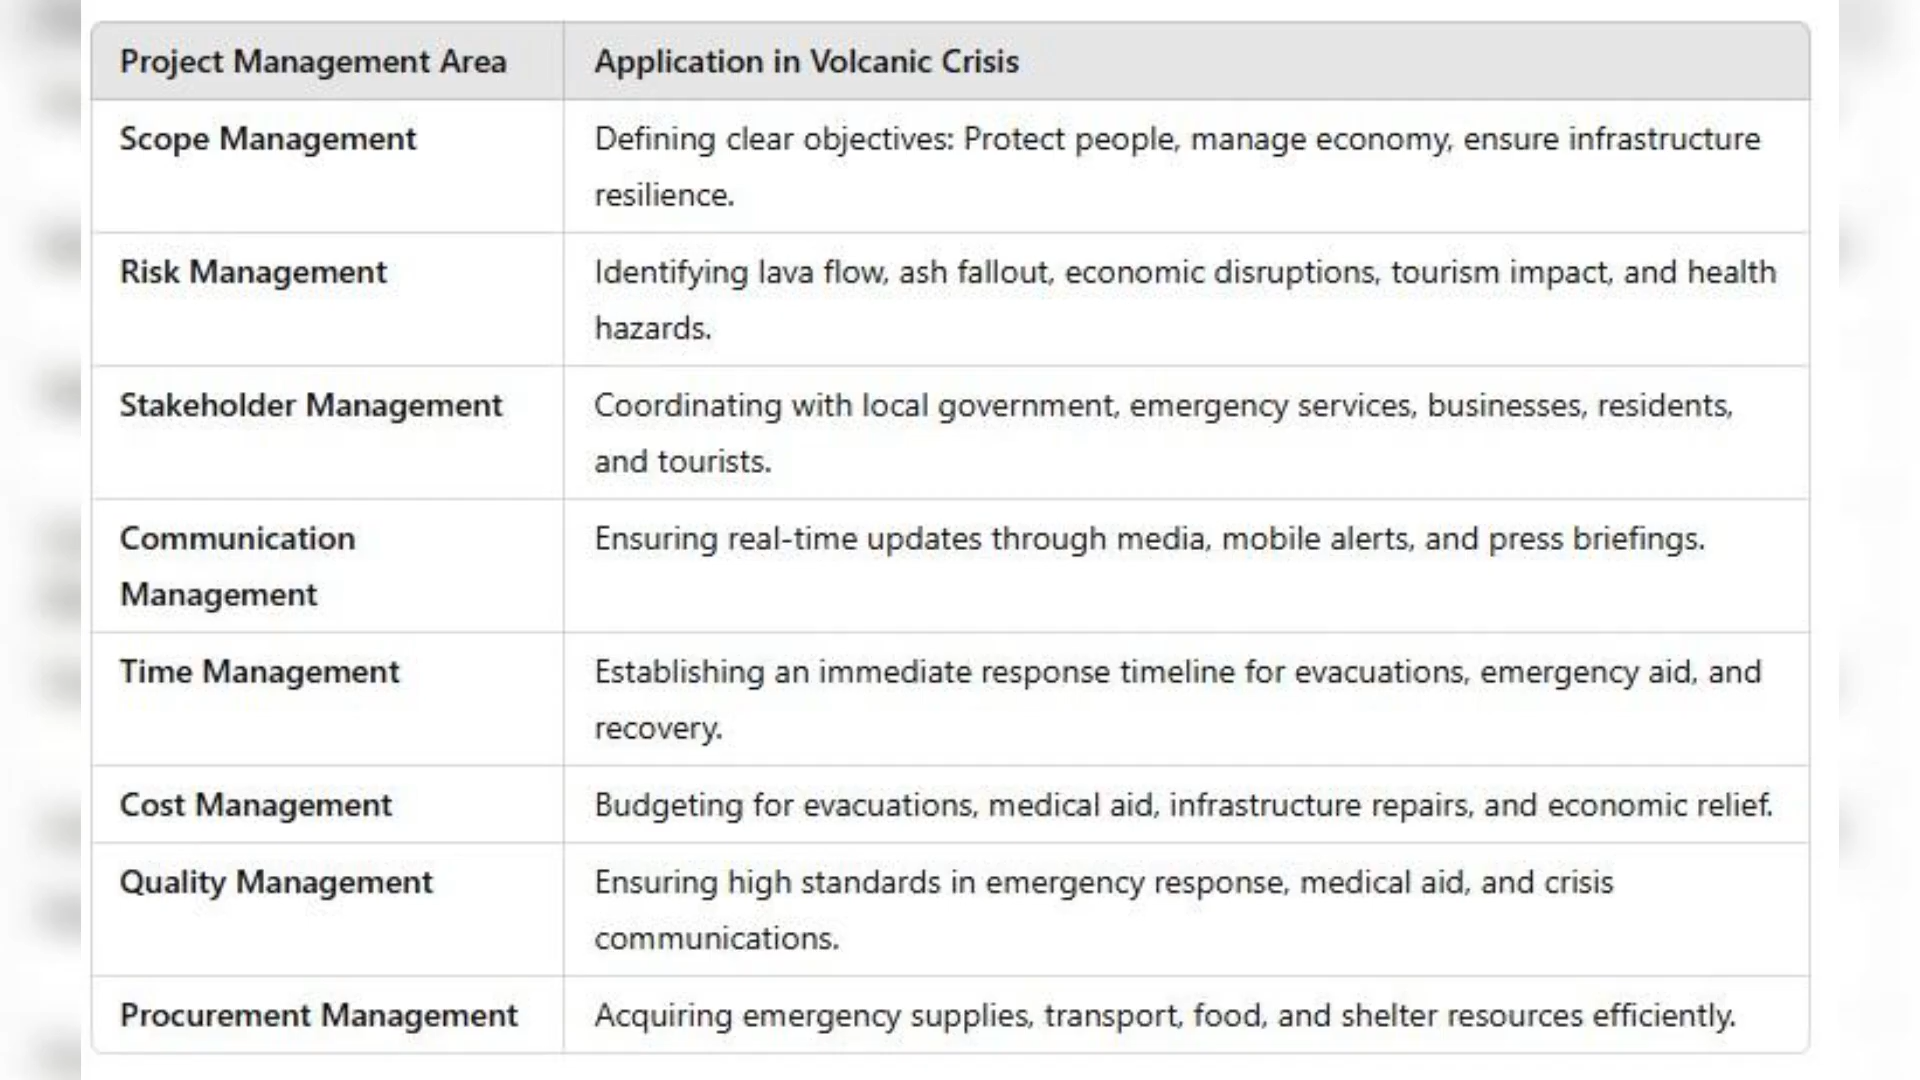 Project Management Area
Application in Volcanic Crisis
Scope Management
Defining clear objectives: Protect people, manage economy, ensure infrastructure
resilience.
Risk Management
Identifying lava flow, ash fallout, economic disruptions, tourism impact, and health
hazards.
Stakeholder Management
Coordinating with local government, emergency services, businesses, residents,
and tourists.
Communication
Management
Ensuring real-time updates through media, mobile alerts, and press briefings.
Time Management
Establishing an immediate response timeline for evacuations, emergency aid, and
recovery.
Cost Management
Budgeting for evacuations, medical aid, infrastructure repairs, and economic relief.
Quality Management
Ensuring high standards in emergency response, medical aid, and crisis
communications.
Procurement Management
Acquiring emergency supplies, transport, food, and shelter resources efficiently.